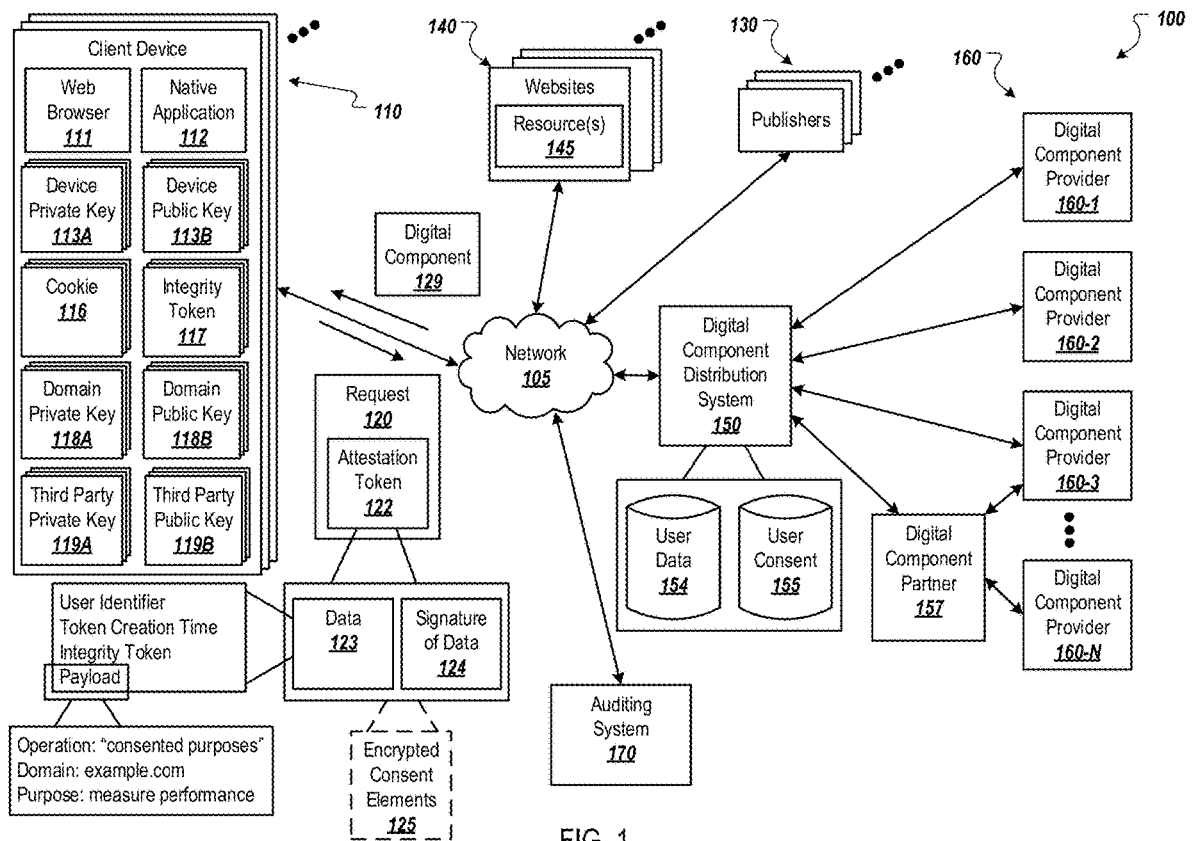 Client Device
Web
Browser
111
Native
Application
112
Device
Private Key
113A
Device
Public Key
113B
Cookie
116
Integrity
Token
117
Domain
Private Key
118A
Domain
Public Key
118B
Third Party
Private Key
119A
Third Party
Public Key
119B
110
140
Websites
Resource(s)
145
130
Publishers
160
100
Digital
Component
129
Network
105
Request
120
Attestation
Token
122
Digital
Component
Distribution
System
150
User
Data
154
User
Consent
155
Digital
Component
Provider
160-1
Digital
Component
Provider
160-2
Digital
Component
Provider
160-3
Digital
Component
Partner
157
Digital
Component
Provider
160-N
User Identifier
Token Creation Time
Integrity Token
Payload
Data
123
Signature
of Data
124
Operation: “consented purposes”
Domain: example.com
Purpose: measure performance
Encrypted
Consent
Elements
125
Auditing
System
170
FIG. 1